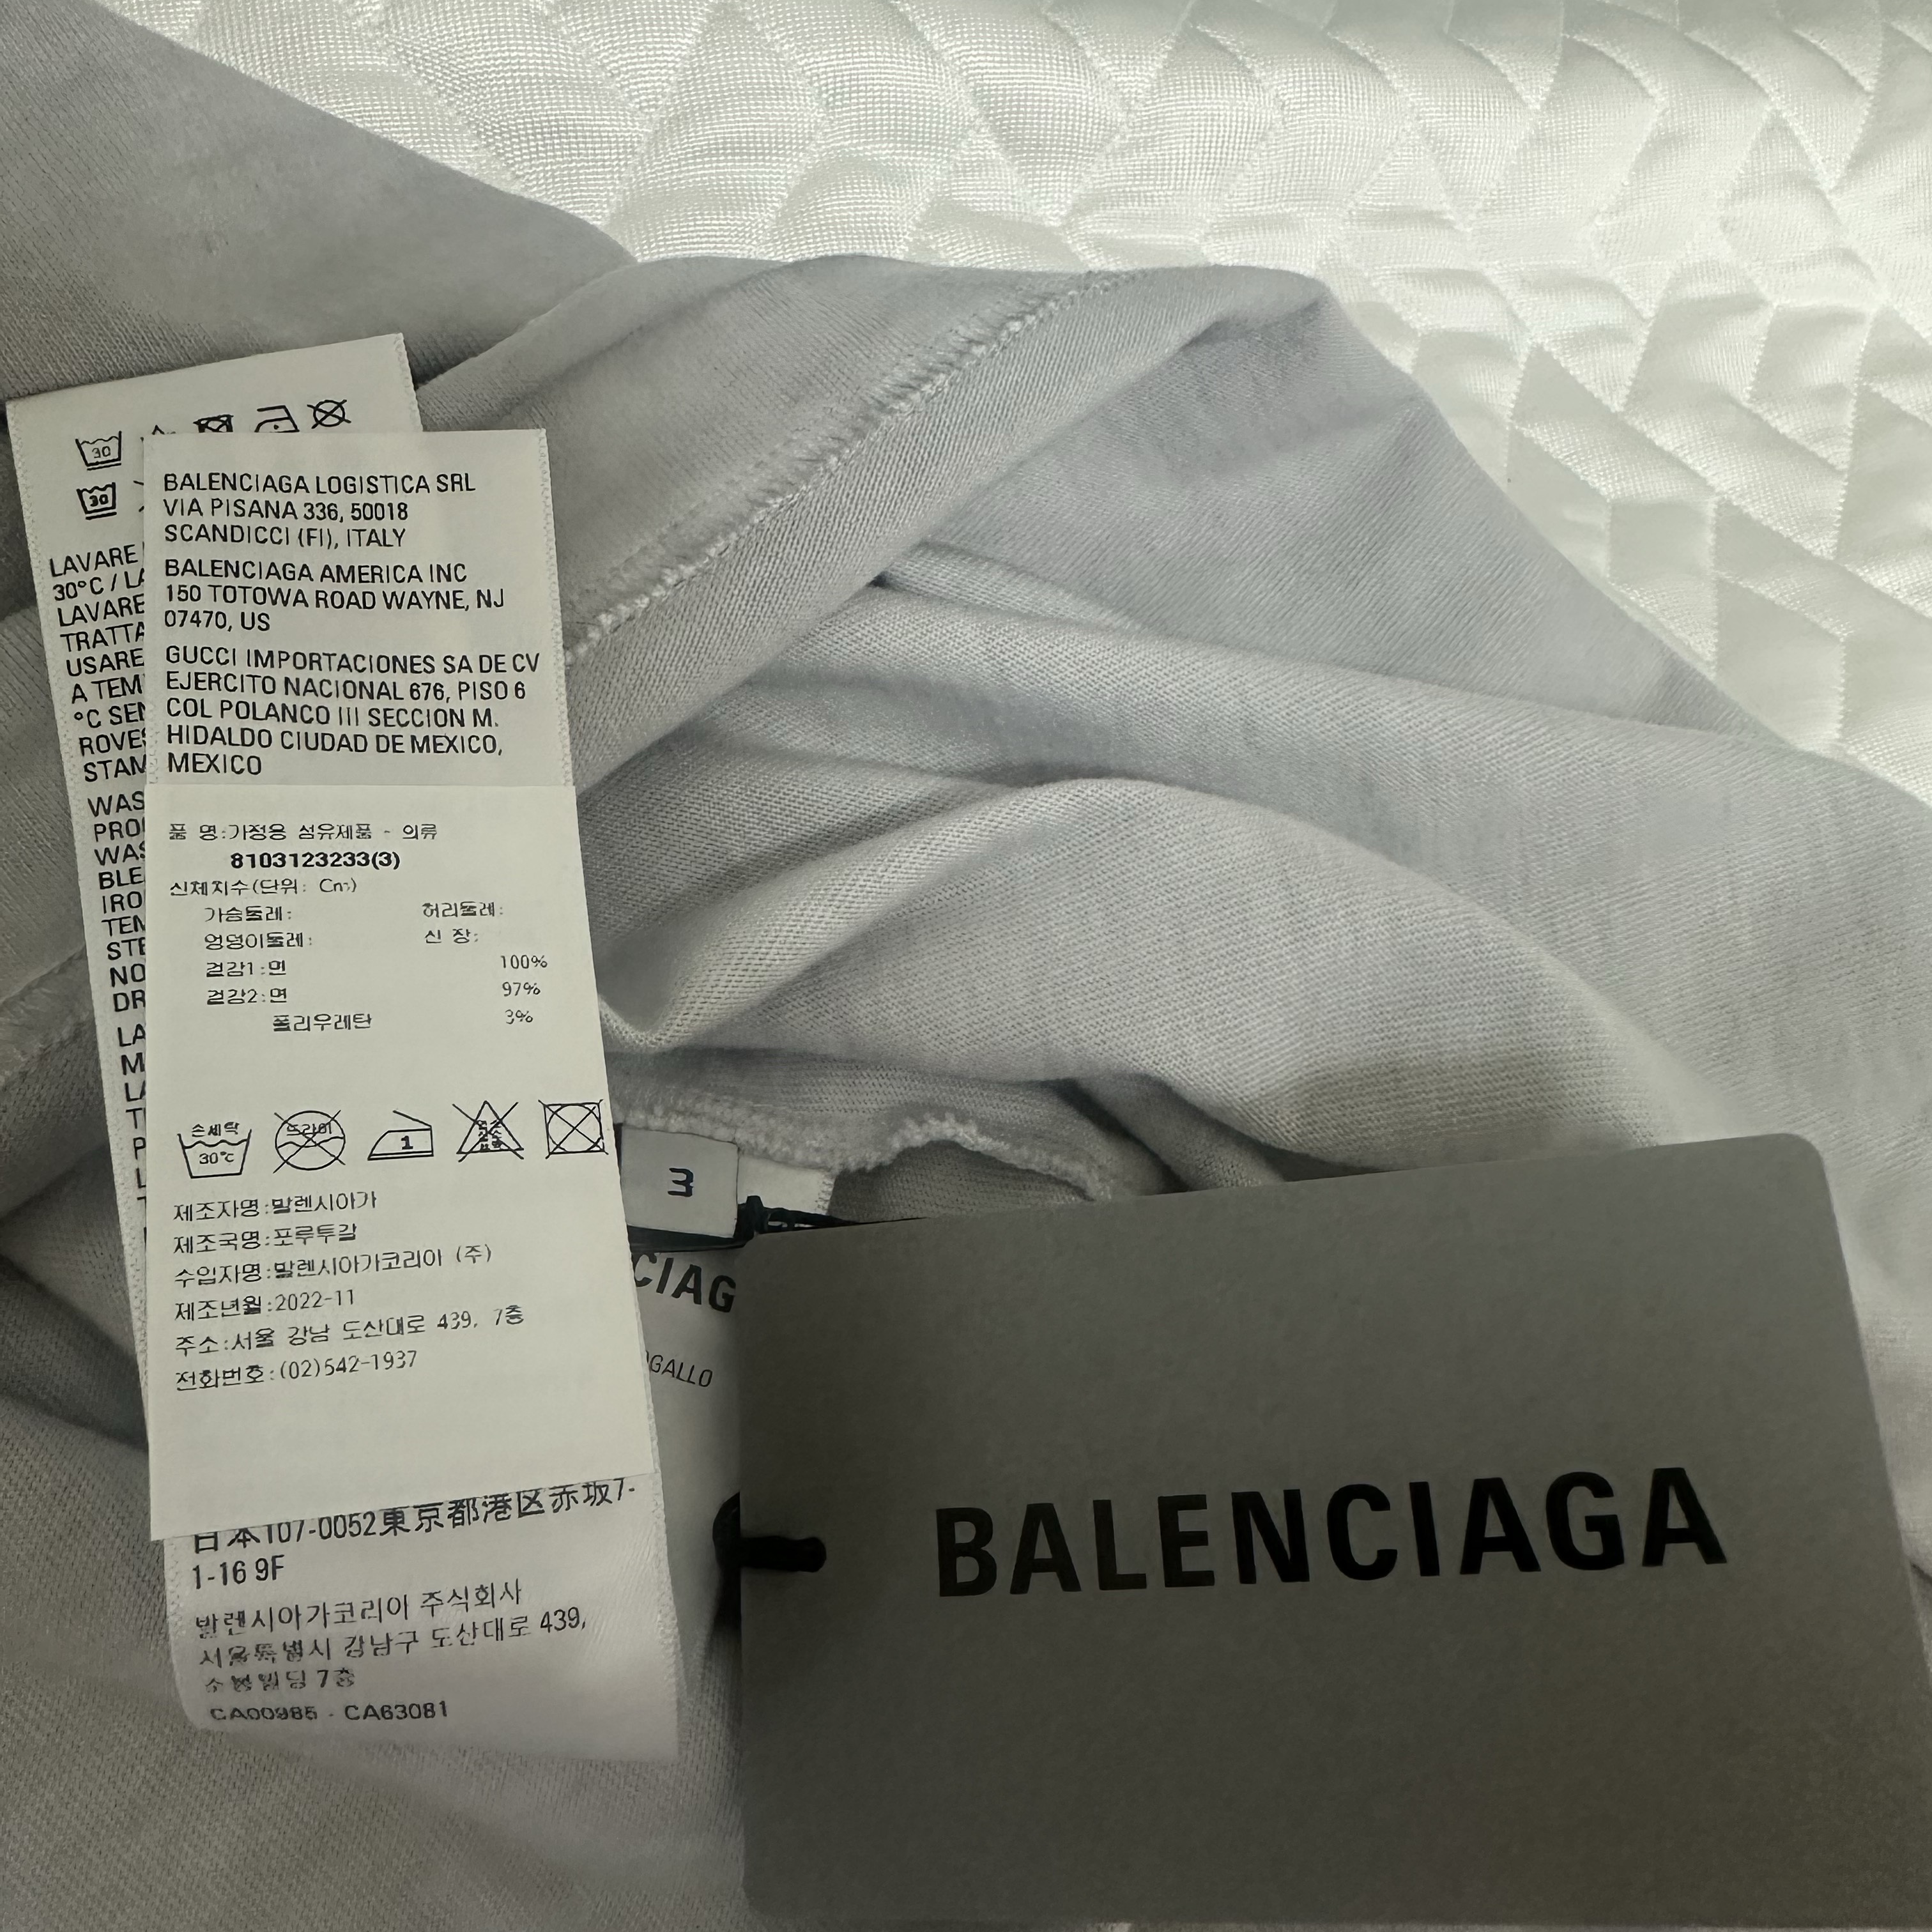 30
30
LAVARE
30°C / LA
LAVARE
TRATTA
USARE
A TEM
°C SEN
ROVES
STAM
WAS
PRO
WAS
BLE
IRO
TEM
STE
NO
DR
LA
M
LA
BALENCIAGA LOGISTICA SRL
VIA PISANA 336, 50018
SCANDICCI (FI), ITALY
BALENCIAGA AMERICA INC
150 TOTOWA ROAD WAYNE, NJ
07470, US
GUCCI IMPORTACIONES SA DE CV
EJERCITO NACIONAL 676, PISO 6
COL POLANCO III SECCION M.
HIDALDO CIUDAD DE MEXICO,
MEXICO
품 명:가정용 섬유제품 - 의류
8103123233(3)
신체치수(단위: Cm)
가슴둘레: 허리둘레:
엉덩이둘레: 신 장:
겉감1:면 100%
겉감2:면 97%
폴리우레탄 3%
손세탁
30℃
드라이
1
제조자명:발렌시아가
제조국명:포루투갈
수입자명:발렌시아가코리아 (주)
제조년월:2022-11
주소:서울 강남 도산대로 439, 7층
전화번호:(02)542-1937
日本107-0052東京都港区赤坂7-
1-16 9F
발렌시아가코리아 주식회사
서울특별시 강남구 도산대로 439,
소봉빌딩 7층
CA00985 - CA63081
3
CIAG
OGALLO
BALENCIAGA